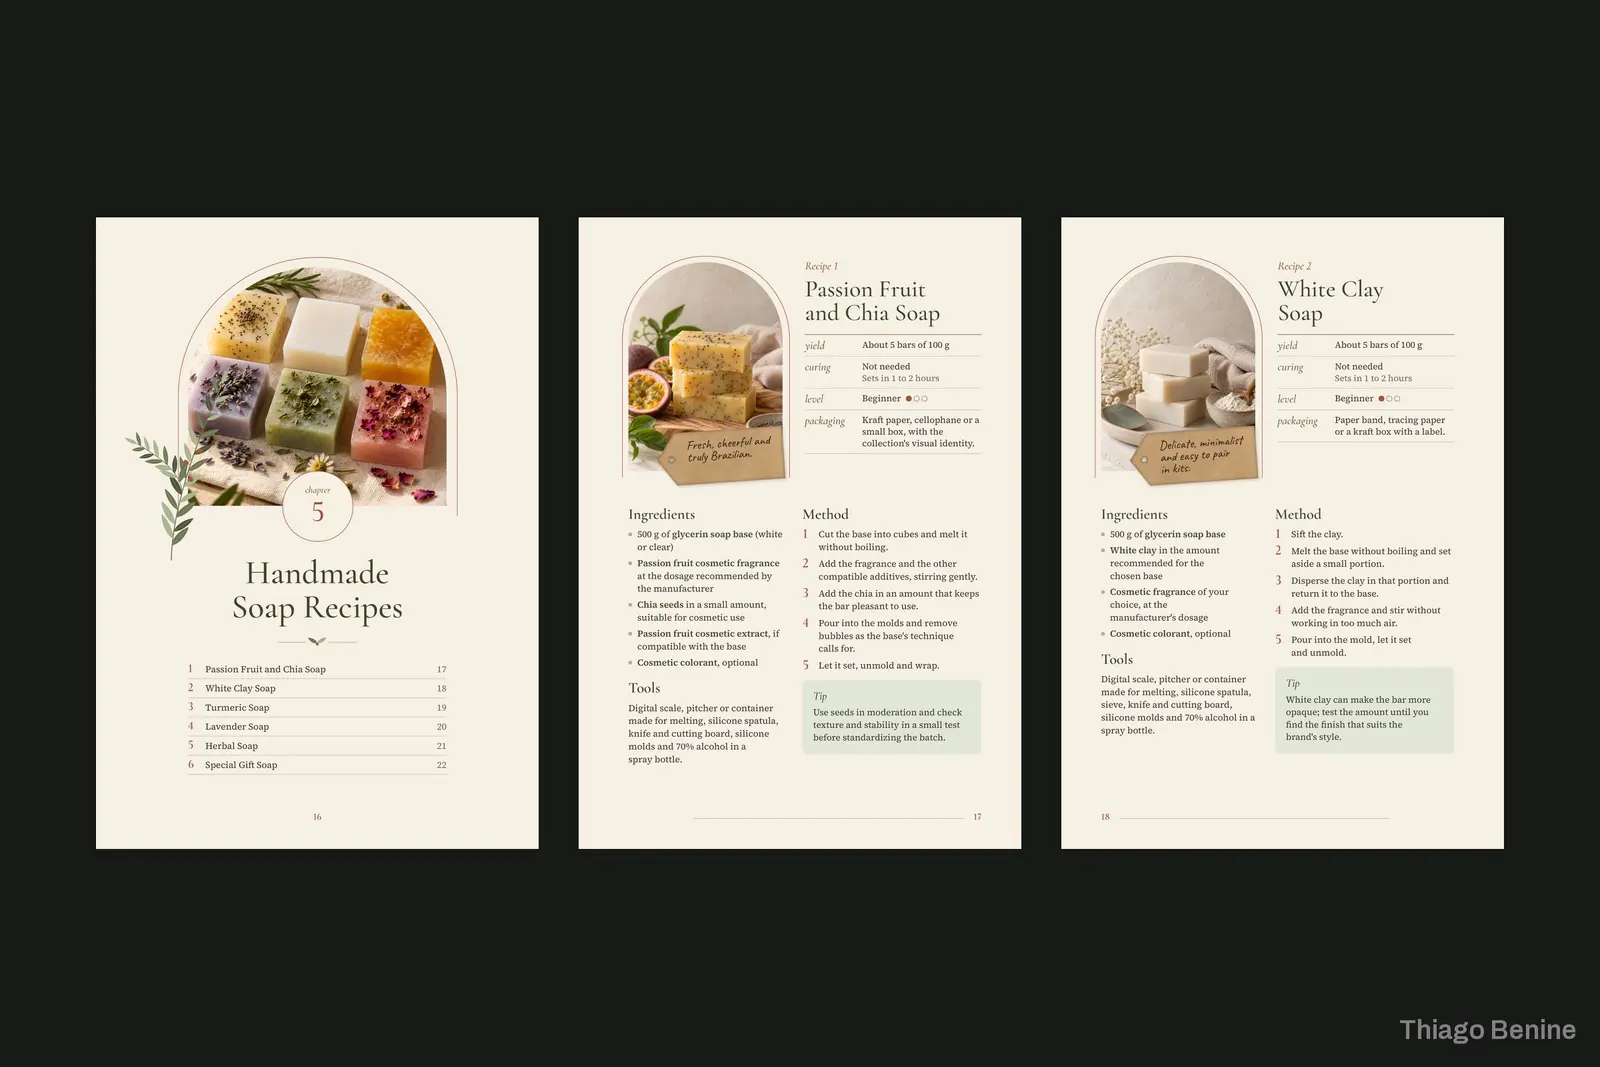 chapter
5
Handmade
Soap Recipes
1 Passion Fruit and Chia Soap 17
2 White Clay Soap 18
3 Turmeric Soap 19
4 Lavender Soap 20
5 Herbal Soap 21
6 Special Gift Soap 22
16
Recipe 1
Passion Fruit
and Chia Soap
yield About 5 bars of 100 g
curing Not needed
Sets in 1 to 2 hours
level Beginner
packaging Kraft paper, cellophane or a
small box, with the
collection's visual identity.
Fresh, cheerful and
truly Brazilian.
Ingredients
500 g of glycerin soap base (white
or clear)
Passion fruit cosmetic fragrance
at the dosage recommended by
the manufacturer
Chia seeds in a small amount,
suitable for cosmetic use
Passion fruit cosmetic extract, if
compatible with the base
Cosmetic colorant, optional
Tools
Digital scale, pitcher or container
made for melting, silicone spatula,
knife and cutting board, silicone
molds and 70% alcohol in a
spray bottle.
Method
1 Cut the base into cubes and melt it
without boiling.
2 Add the fragrance and the other
compatible additives, stirring gently.
3 Add the chia in an amount that keeps
the bar pleasant to use.
4 Pour into the molds and remove
bubbles as the base's technique
calls for.
5 Let it set, unmold and wrap.
Tip
Use seeds in moderation and check
texture and stability in a small test
before standardizing the batch.
17
Recipe 2
White Clay
Soap
yield About 5 bars of 100 g
curing Not needed
Sets in 1 to 2 hours
level Beginner
packaging Paper band, tracing paper
or a kraft box with a label.
Delicate, minimalist
and easy to pair
in kits.
Ingredients
500 g of glycerin soap base
White clay in the amount
recommended for the
chosen base
Cosmetic fragrance of your
choice, at the
manufacturer's dosage
Cosmetic colorant, optional
Tools
Digital scale, pitcher or container
made for melting, silicone spatula,
sieve, knife and cutting board,
silicone molds and 70% alcohol in a
spray bottle.
Method
1 Sift the clay.
2 Melt the base without boiling and set
aside a small portion.
3 Disperse the clay in that portion and
return it to the base.
4 Add the fragrance and stir without
working in too much air.
5 Pour into the mold, let it set
and unmold.
Tip
White clay can make the bar more
opaque; test the amount until you
find the finish that suits the
brand's style.
18
Thiago Benine